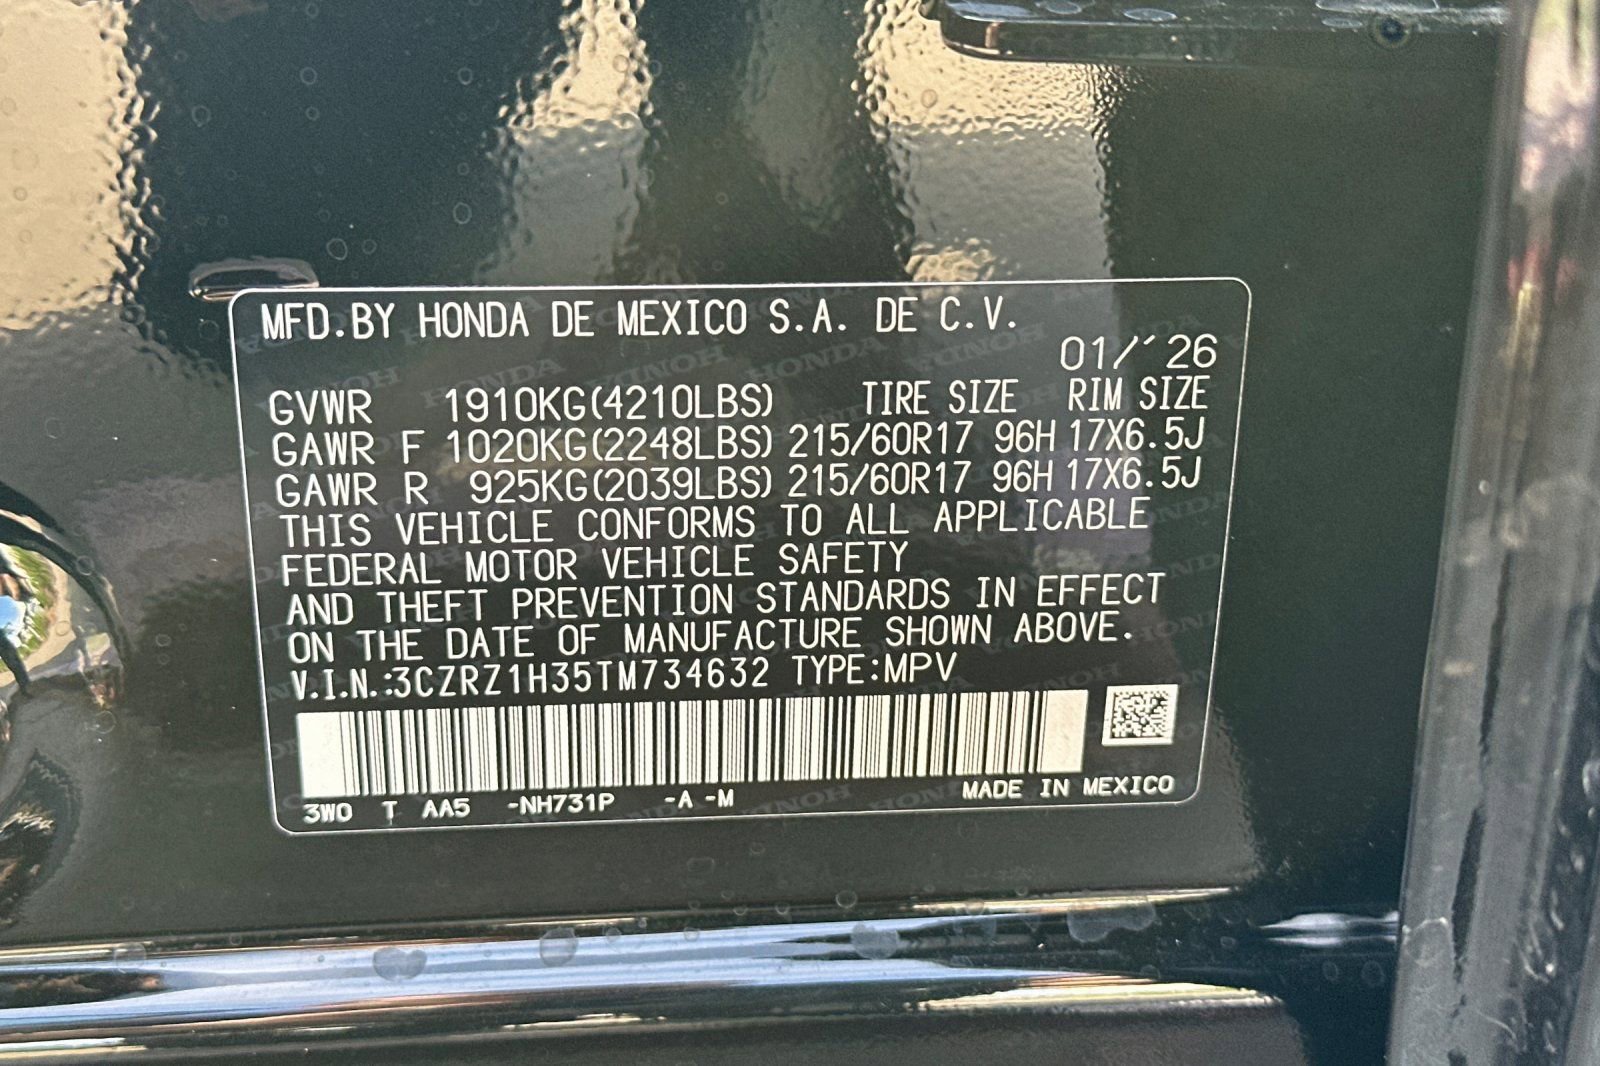 MFD.BY HONDA DE MEXICO S.A. DE C.V.
01/´26
GVWR 1910KG(4210LBS) TIRE SIZE RIM SIZE
GAWR F 1020KG(2248LBS) 215/60R17 96H 17X6.5J
GAWR R 925KG(2039LBS) 215/60R17 96H 17X6.5J
THIS VEHICLE CONFORMS TO ALL APPLICABLE
FEDERAL MOTOR VEHICLE SAFETY
AND THEFT PREVENTION STANDARDS IN EFFECT
ON THE DATE OF MANUFACTURE SHOWN ABOVE.
V.I.N.:3CZRZ1H35TM734632 TYPE:MPV
3W0 T AA5 -NH731P -A -M MADE IN MEXICO